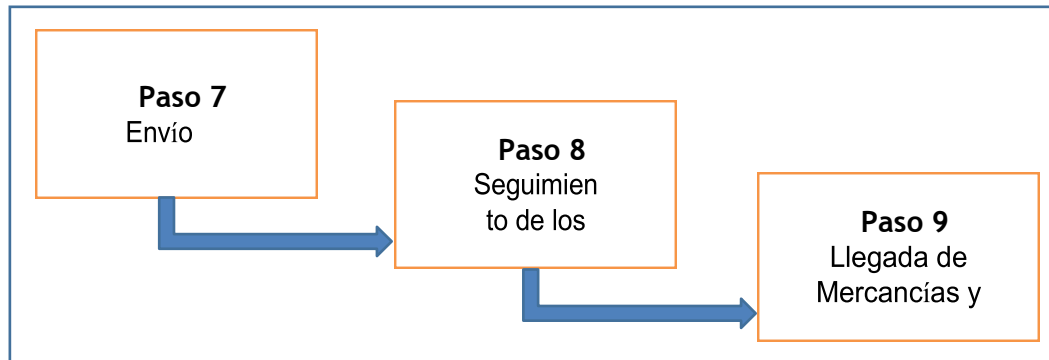 Paso 7
Envío
Paso 8
Seguimien
to de los
Paso 9
Llegada de
Mercancías y